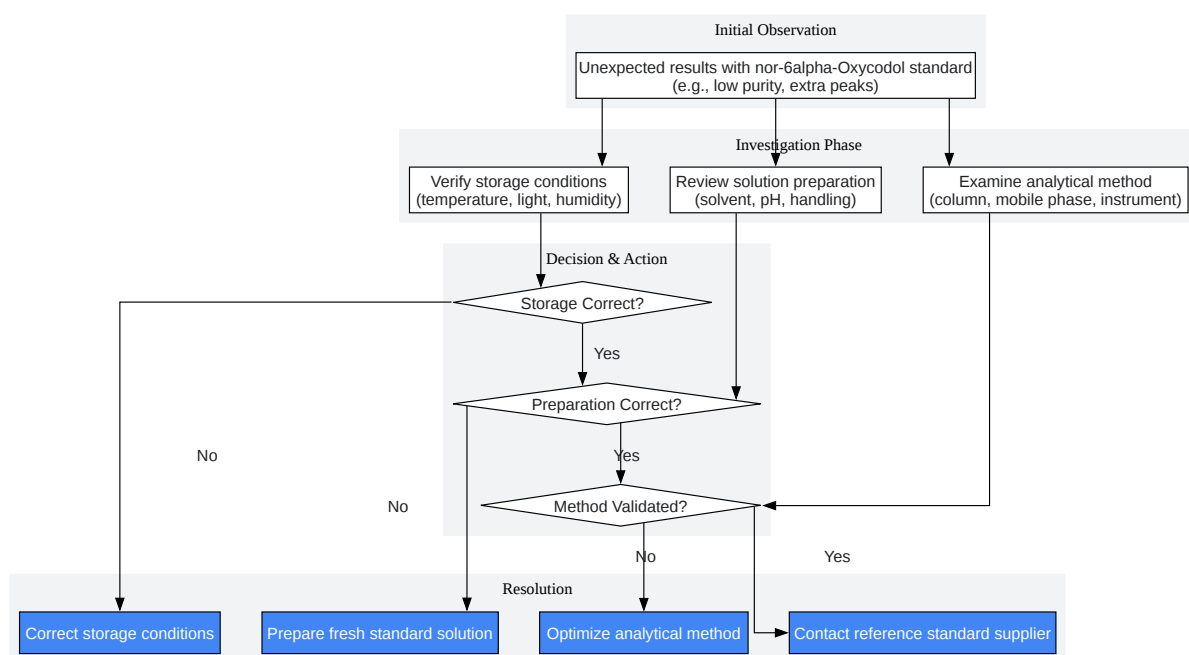 Initial Observation
Unexpected results with nor-6alpha-Oxycodol standard
(e.g., low purity, extra peaks)
Investigation Phase
Verify storage conditions
(temperature, light, humidity)
Review solution preparation
(solvent, pH, handling)
Examine analytical method
(column, mobile phase, instrument)
Decision & Action
Storage Correct?
Yes
Preparation Correct?
No
Yes
No
Method Validated?
No
Yes
Resolution
Correct storage conditions
Prepare fresh standard solution
Optimize analytical method
Contact reference standard supplier